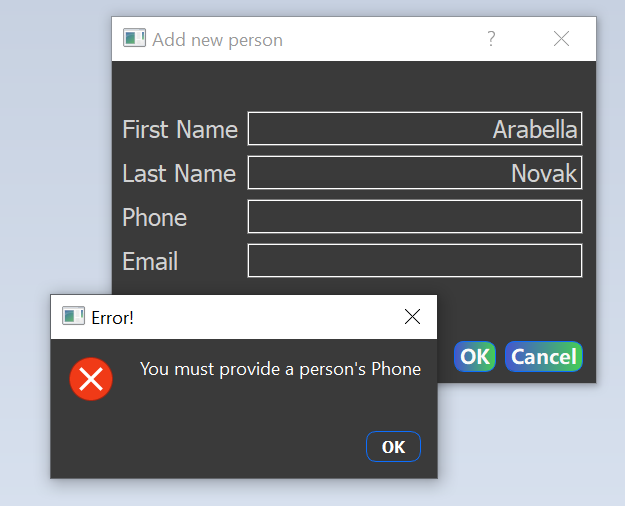 Add new person
?
First Name Arabella
Last Name Novak
Phone
Email
OK Cancel
Error!
You must provide a person's Phone
OK